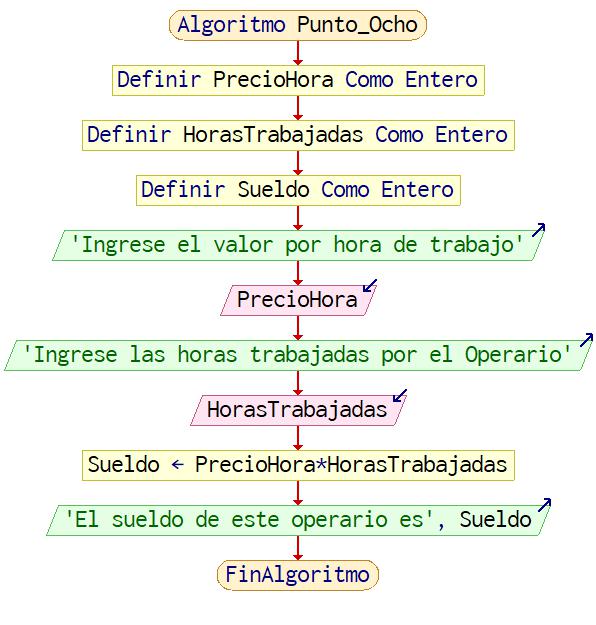 Algoritmo Punto_Ocho
Definir PrecioHora Como Entero
Definir HorasTrabajadas Como Entero
Definir Sueldo Como Entero
'Ingrese el valor por hora de trabajo'
PrecioHora
'Ingrese las horas trabajadas por el Operario'
HorasTrabajadas
Sueldo ← PrecioHora*HorasTrabajadas
'El sueldo de este operario es', Sueldo
FinAlgoritmo